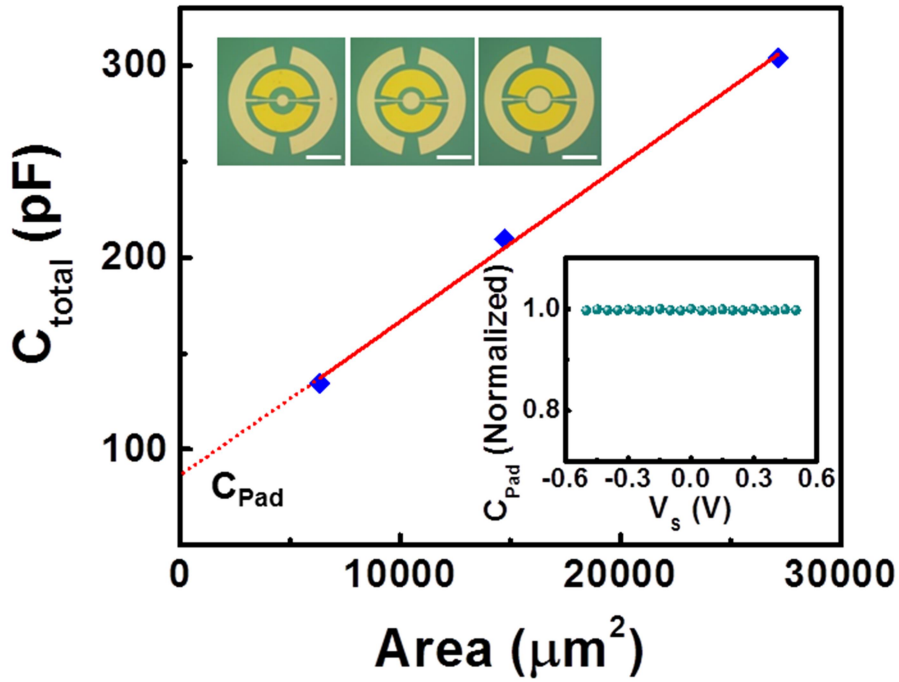 C_total (pF)
300
200
100
0
10000
20000
30000
Area (μm²)
C_Pad
C_Pad (Normalized)
1.0
0.8
-0.6
-0.3
0.0
0.3
0.6
V_s (V)